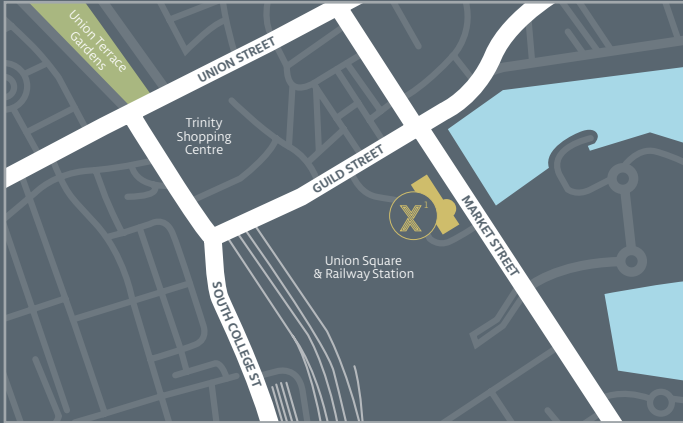 Union Terrace
Gardens
UNION STREET
Trinity
Shopping
Centre
GUILD STREET
X1
MARKET STREET
Union Square
& Railway Station
SOUTH COLLEGE ST